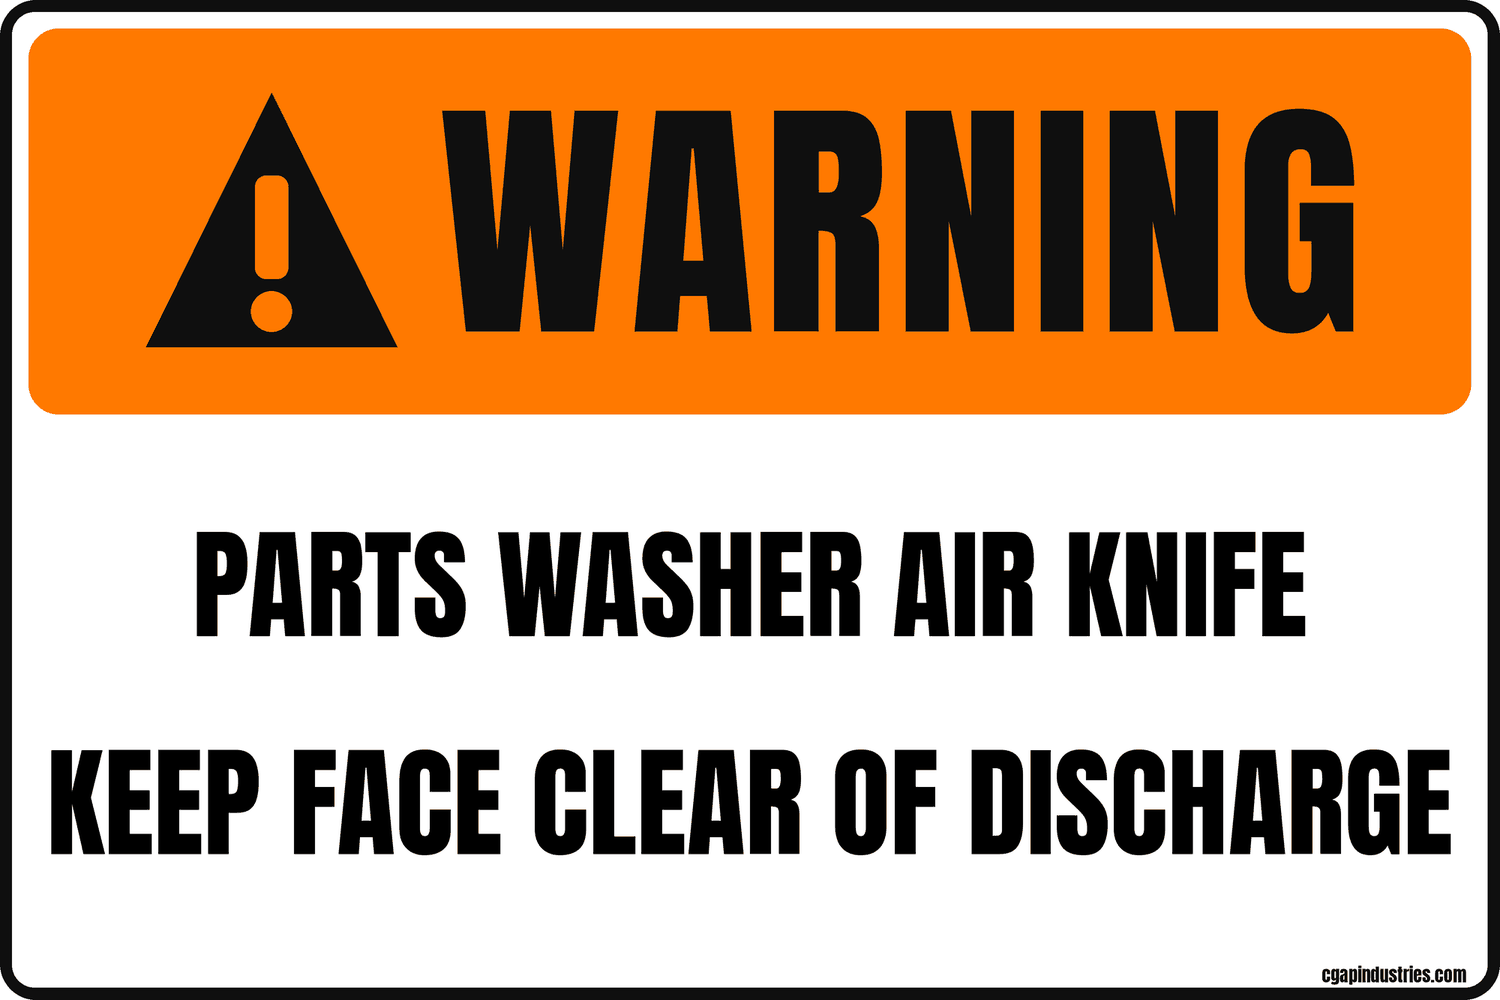 WARNING
PARTS WASHER AIR KNIFE
KEEP FACE CLEAR OF DISCHARGE
cgapindustries.com